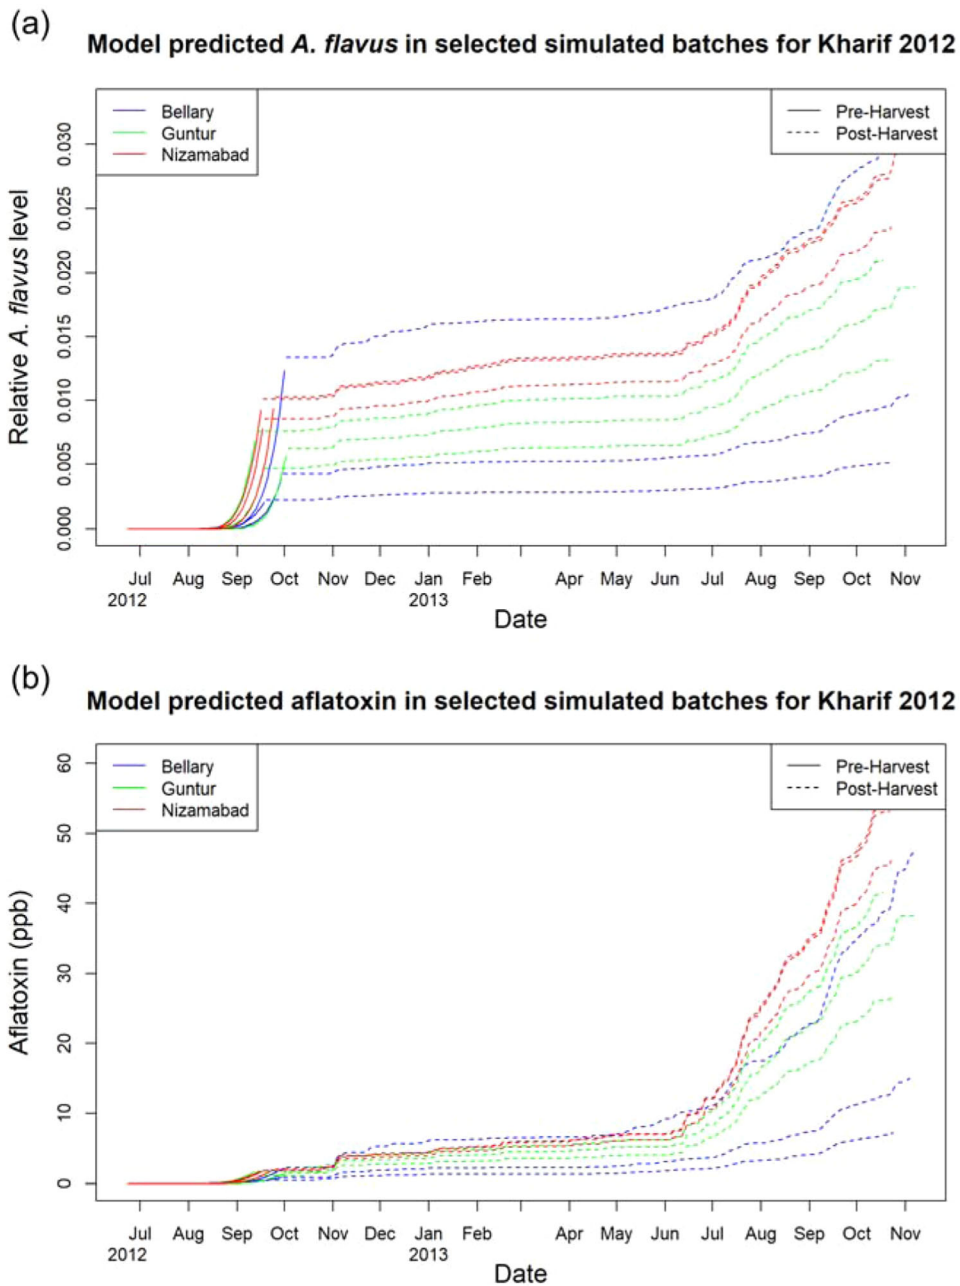 (a)
Model predicted A. flavus in selected simulated batches for Kharif 2012
Bellary
Guntur
Nizamabad
Pre-Harvest
Post-Harvest
Relative A. flavus level
0.030
0.025
0.020
0.015
0.010
0.005
0.000
Jul Aug Sep Oct Nov Dec Jan Feb Apr May Jun Jul Aug Sep Oct Nov
2012 2013
Date
(b)
Model predicted aflatoxin in selected simulated batches for Kharif 2012
Bellary
Guntur
Nizamabad
Pre-Harvest
Post-Harvest
Aflatoxin (ppb)
60
50
40
30
20
10
0
Jul Aug Sep Oct Nov Dec Jan Feb Apr May Jun Jul Aug Sep Oct Nov
2012 2013
Date